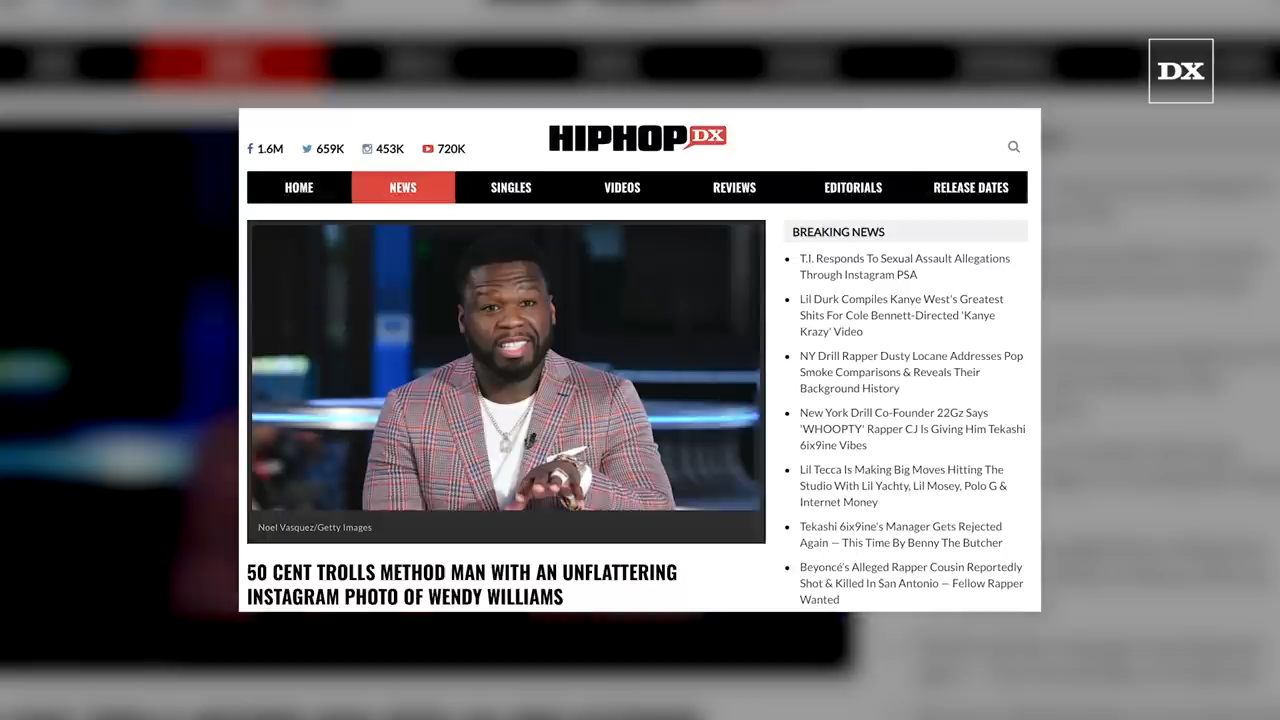 DX
1.6M 659K 453K 720K
HIPHOPDX
HOME NEWS SINGLES VIDEOS REVIEWS EDITORIALS RELEASE DATES
Noel Vasquez/Getty Images
50 CENT TROLLS METHOD MAN WITH AN UNFLATTERING
INSTAGRAM PHOTO OF WENDY WILLIAMS
BREAKING NEWS
T.I. Responds To Sexual Assault Allegations
Through Instagram PSA
Lil Durk Compiles Kanye West's Greatest
Shits For Cole Bennett-Directed 'Kanye
Krazy' Video
NY Drill Rapper Dusty Locane Addresses Pop
Smoke Comparisons & Reveals Their
Background History
New York Drill Co-Founder 22Gz Says
'WHOOPTY' Rapper CJ Is Giving Him Tekashi
6ix9ine Vibes
Lil Tecca Is Making Big Moves Hitting The
Studio With Lil Yachty, Lil Mosey, Polo G &
Internet Money
Tekashi 6ix9ine's Manager Gets Rejected
Again — This Time By Benny The Butcher
Beyoncé's Alleged Rapper Cousin Reportedly
Shot & Killed In San Antonio — Fellow Rapper
Wanted